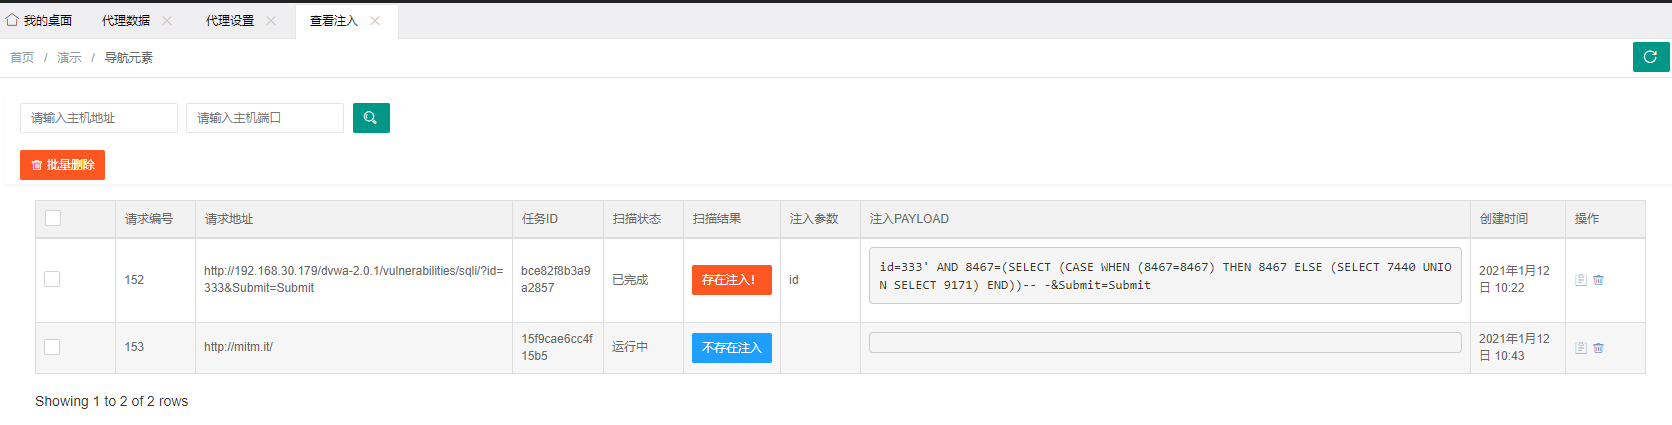 我的桌面 代理数据 代理设置 查看注入
首页 / 演示 / 导航元素
请输入主机地址 请输入主机端口
批量删除
请求编号 请求地址 任务ID 扫描状态 扫描结果 注入参数 注入PAYLOAD 创建时间 操作
152
http://192.168.30.179/dvwa-2.0.1/vulnerabilities/sqli/?id=
333&Submit=Submit
bce82f8b3a9
a2857
已完成
存在注入!
id
id=333' AND 8467=(SELECT (CASE WHEN (8467=8467) THEN 8467 ELSE (SELECT 7440 UNIO
N SELECT 9171) END))-- -&Submit=Submit
2021年1月12
日 10:22
153
http://mitm.it/
15f9cae6cc4f
15b5
运行中
不存在注入
2021年1月12
日 10:43
Showing 1 to 2 of 2 rows